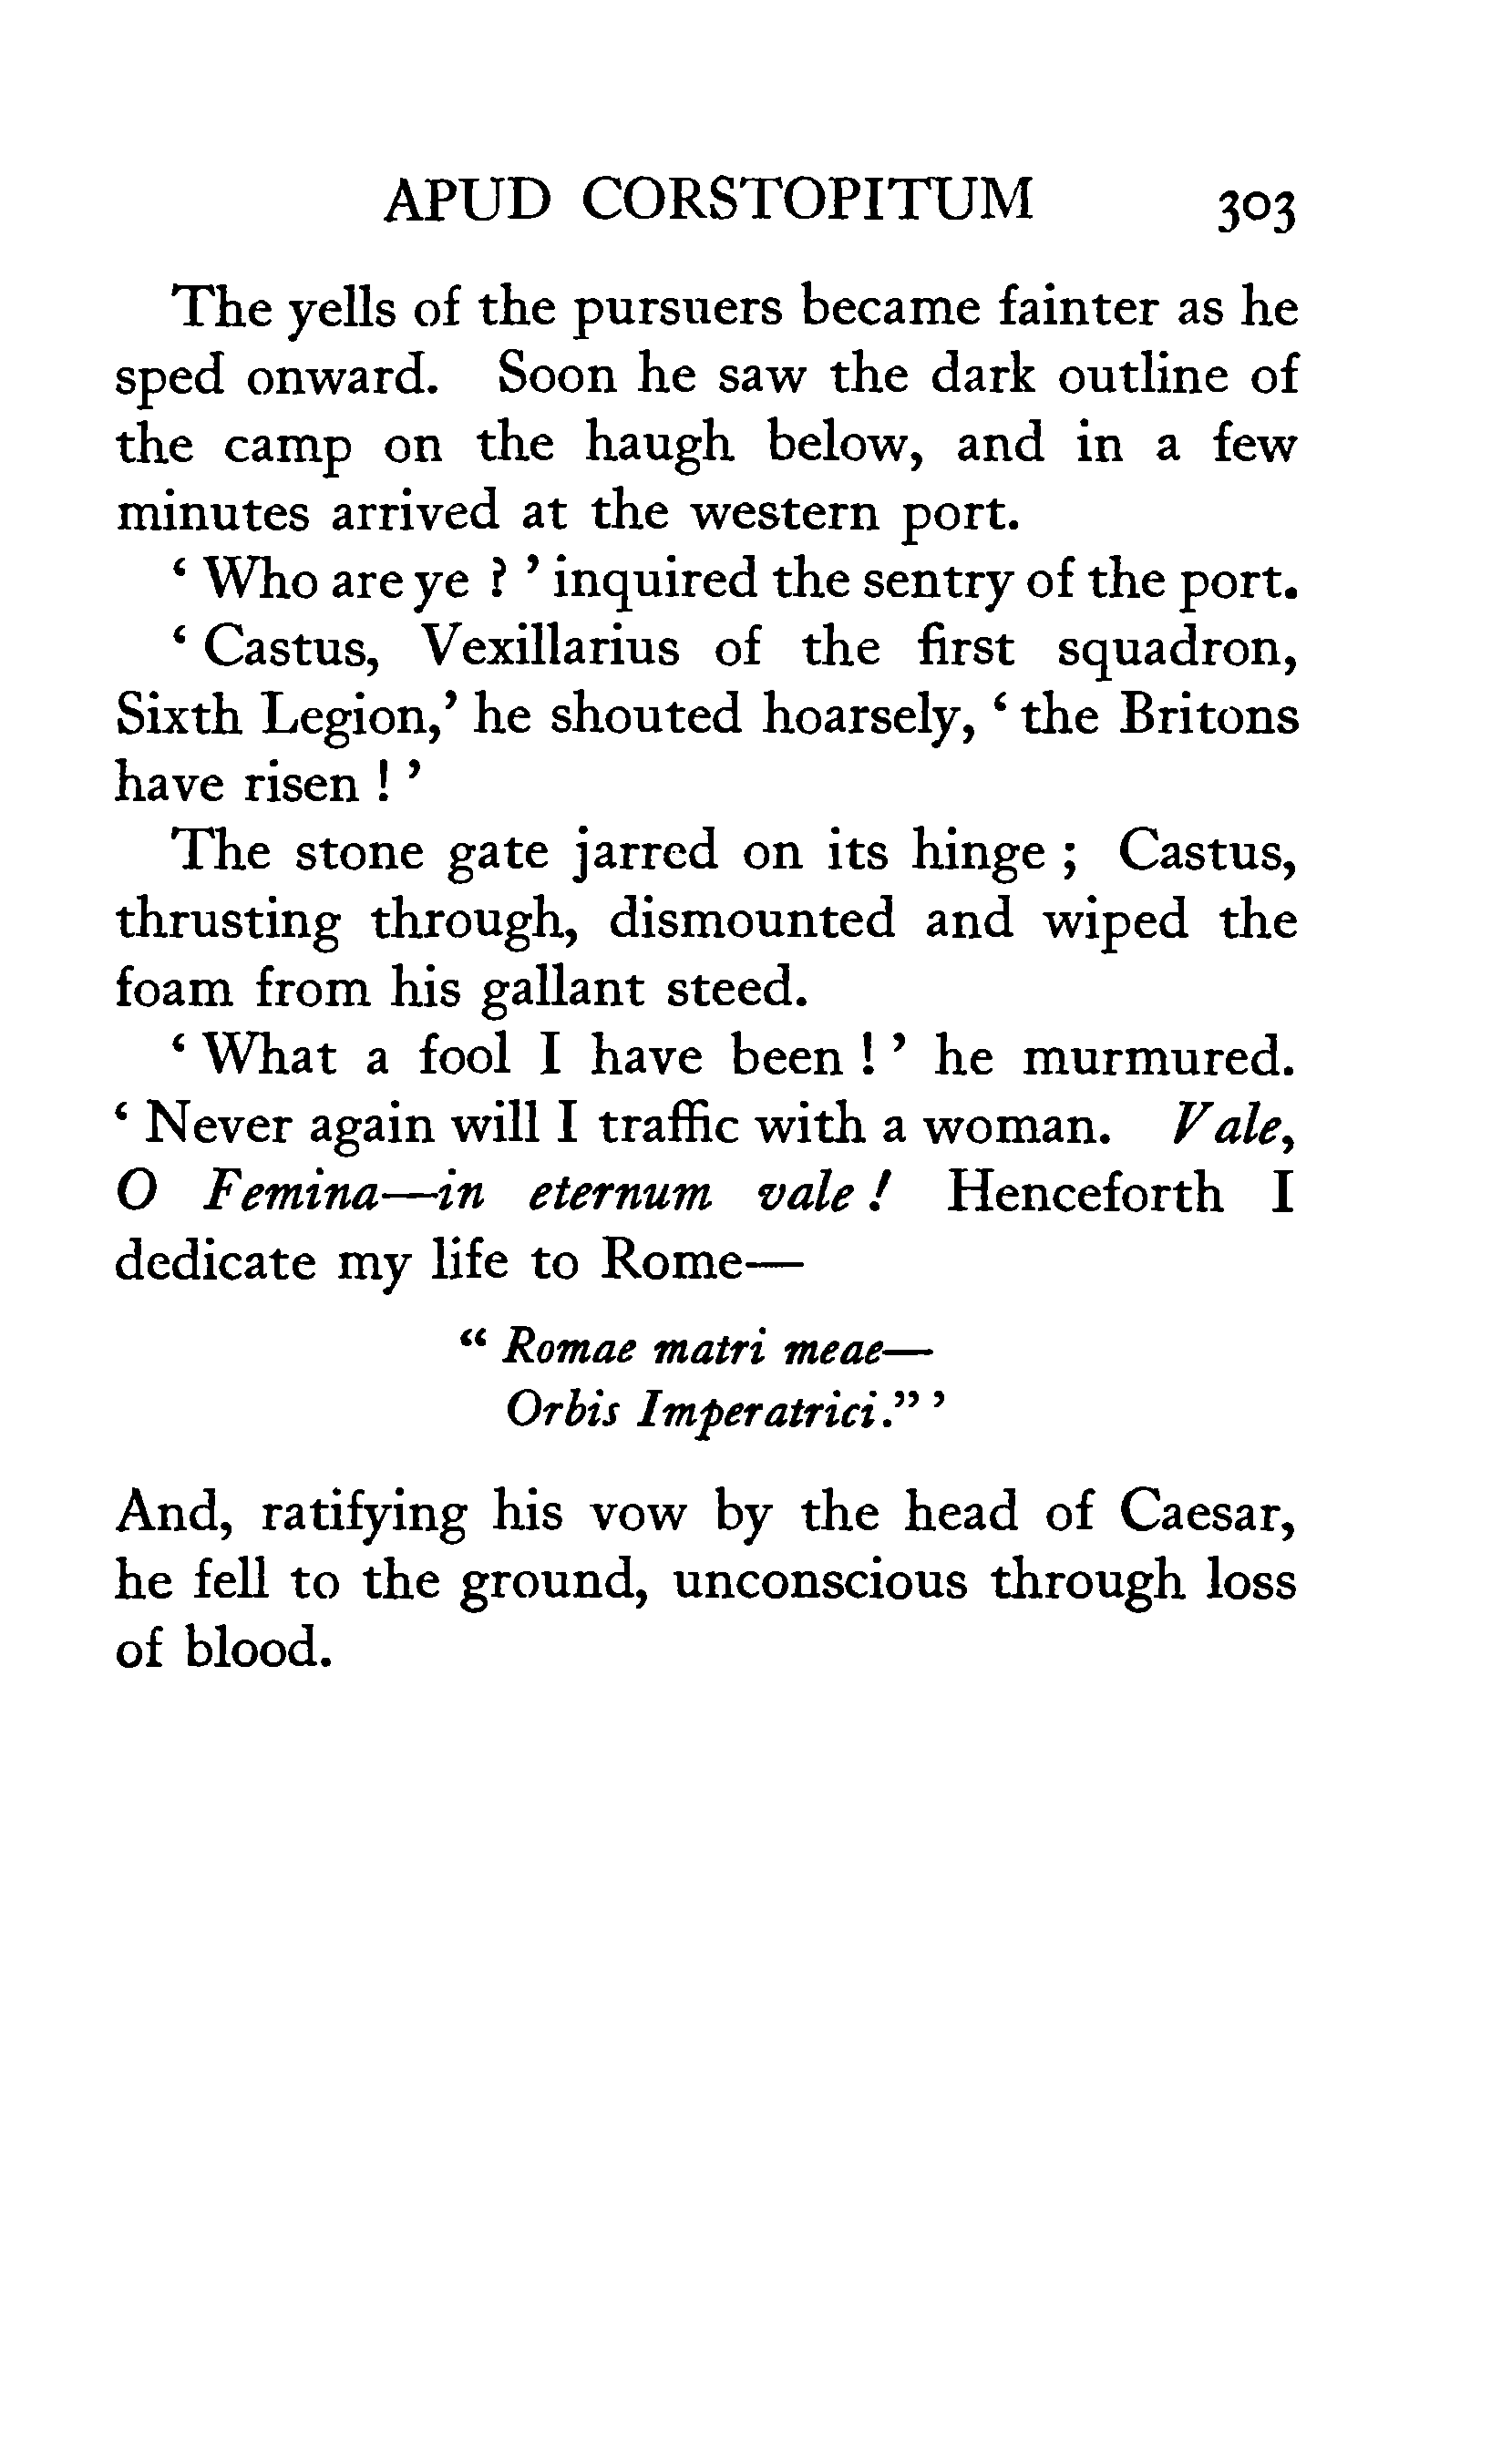 APUD CORSTOPITUM 303
The yells of the pursuers became fainter as he
sped onward. Soon he saw the dark outline of
the camp on the haugh below, and in a few
minutes arrived at the western port.
‘ Who are ye ? ’ inquired the sentry of the port.
‘ Castus, Vexillarius of the first squadron,
Sixth Legion,’ he shouted hoarsely, ‘ the Britons
have risen ! ’
The stone gate jarred on its hinge ; Castus,
thrusting through, dismounted and wiped the
foam from his gallant steed.
‘ What a fool I have been ! ’ he murmured.
‘ Never again will I traffic with a woman. Vale,
O Femina—in eternum vale ! Henceforth I
dedicate my life to Rome—
“ Romae matri meae—
Orbis Imperatrici.” ’
And, ratifying his vow by the head of Caesar,
he fell to the ground, unconscious through loss
of blood.